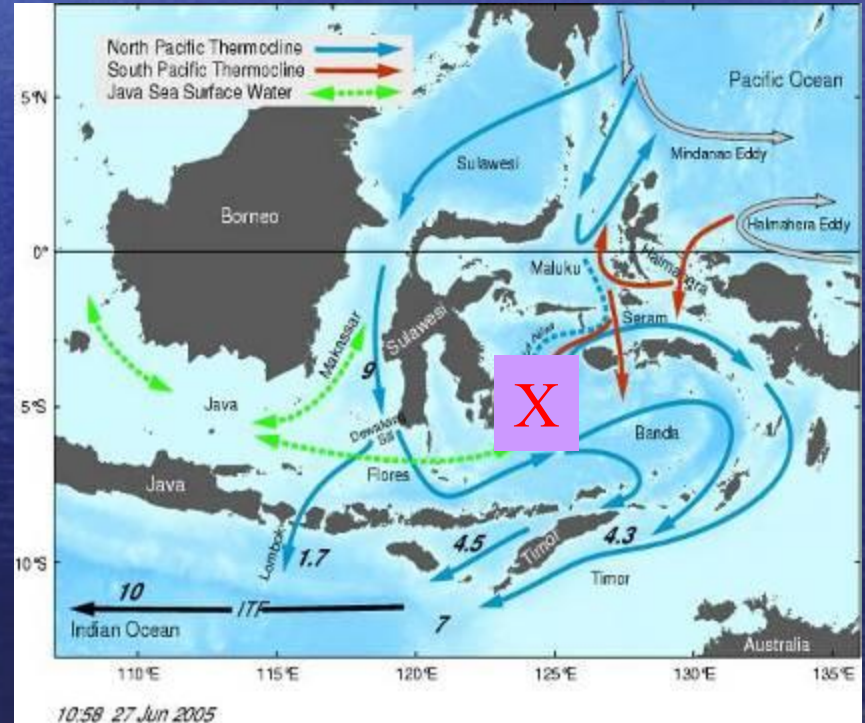 North Pacific Thermocline
South Pacific Thermocline
Java Sea Surface Water
Pacific Ocean
5°N
Mindanao Eddy
Sulawesi
Borneo
Halmahera Eddy
0°
Maluku
Halmahera
Seram
Makassar
Sulawesi
9
X
5°S
Java
Dewakang
Sill
Banda
Flores
Java
Lombok
1.7
4.5
Timor
4.3
10°S
Timor
10
ITF
7
Indian Ocean
Australia
110°E
115°E
120°E
125°E
130°E
135°E
10:58 27 Jun 2005